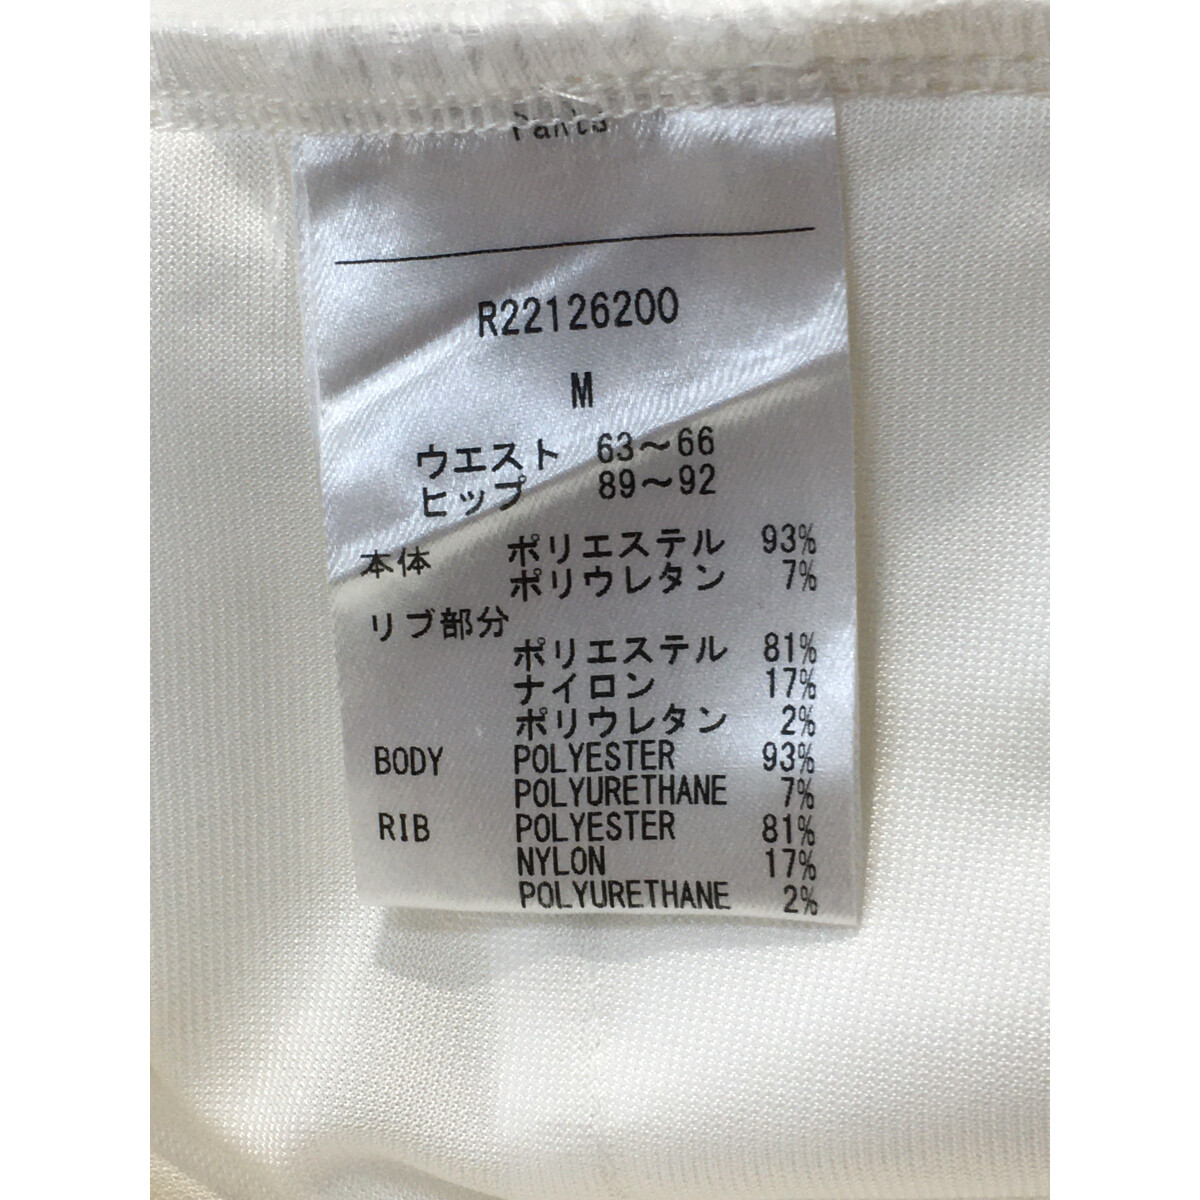 Pants
R22126200
M
ウエスト 63～66
ヒップ 89～92
本体 ポリエステル 93%
ポリウレタン 7%
リブ部分
ポリエステル 81%
ナイロン 17%
ポリウレタン 2%
BODY POLYESTER 93%
POLYURETHANE 7%
RIB POLYESTER 81%
NYLON 17%
POLYURETHANE 2%